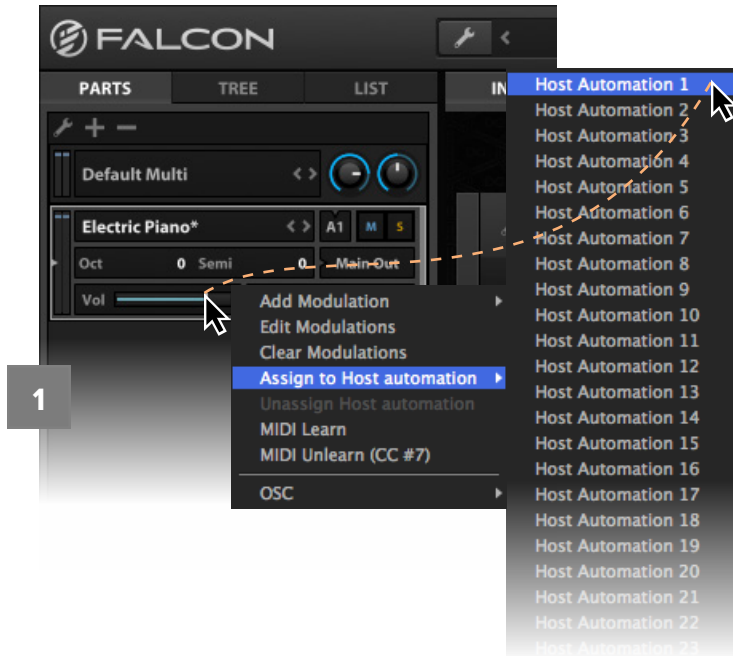 FALCON
PARTS TREE LIST IN
Default Multi
Electric Piano* A1 M S
Oct 0 Semi 0 Main Out
Vol
1
Add Modulation
Edit Modulations
Clear Modulations
Assign to Host automation
Unassign Host automation
MIDI Learn
MIDI Unlearn (CC #7)
OSC
Host Automation 1
Host Automation 2
Host Automation 3
Host Automation 4
Host Automation 5
Host Automation 6
Host Automation 7
Host Automation 8
Host Automation 9
Host Automation 10
Host Automation 11
Host Automation 12
Host Automation 13
Host Automation 14
Host Automation 15
Host Automation 16
Host Automation 17
Host Automation 18
Host Automation 19
Host Automation 20
Host Automation 21
Host Automation 22
Host Automation 23